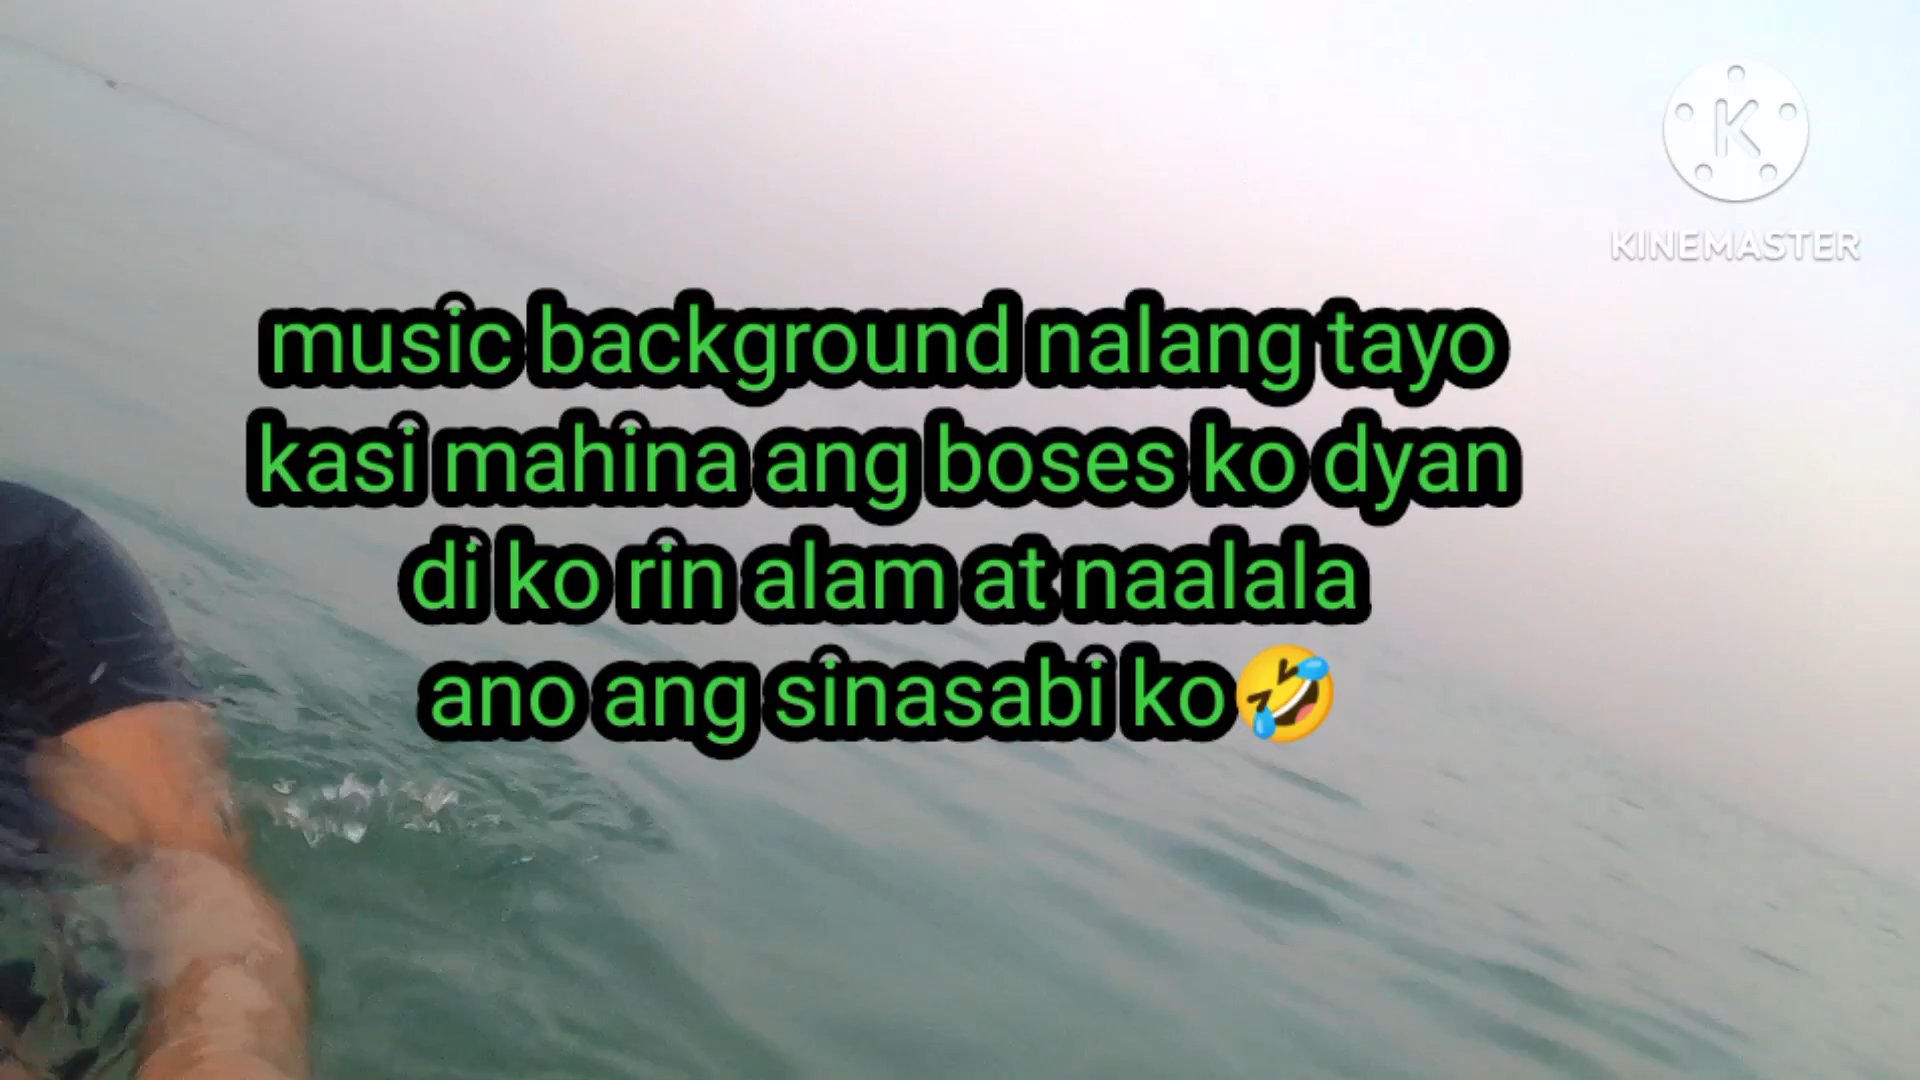 K
KINEMASTER
music background nalang tayo
kasi mahina ang boses ko dyan
di ko rin alam at naalala
ano ang sinasabi ko🤣